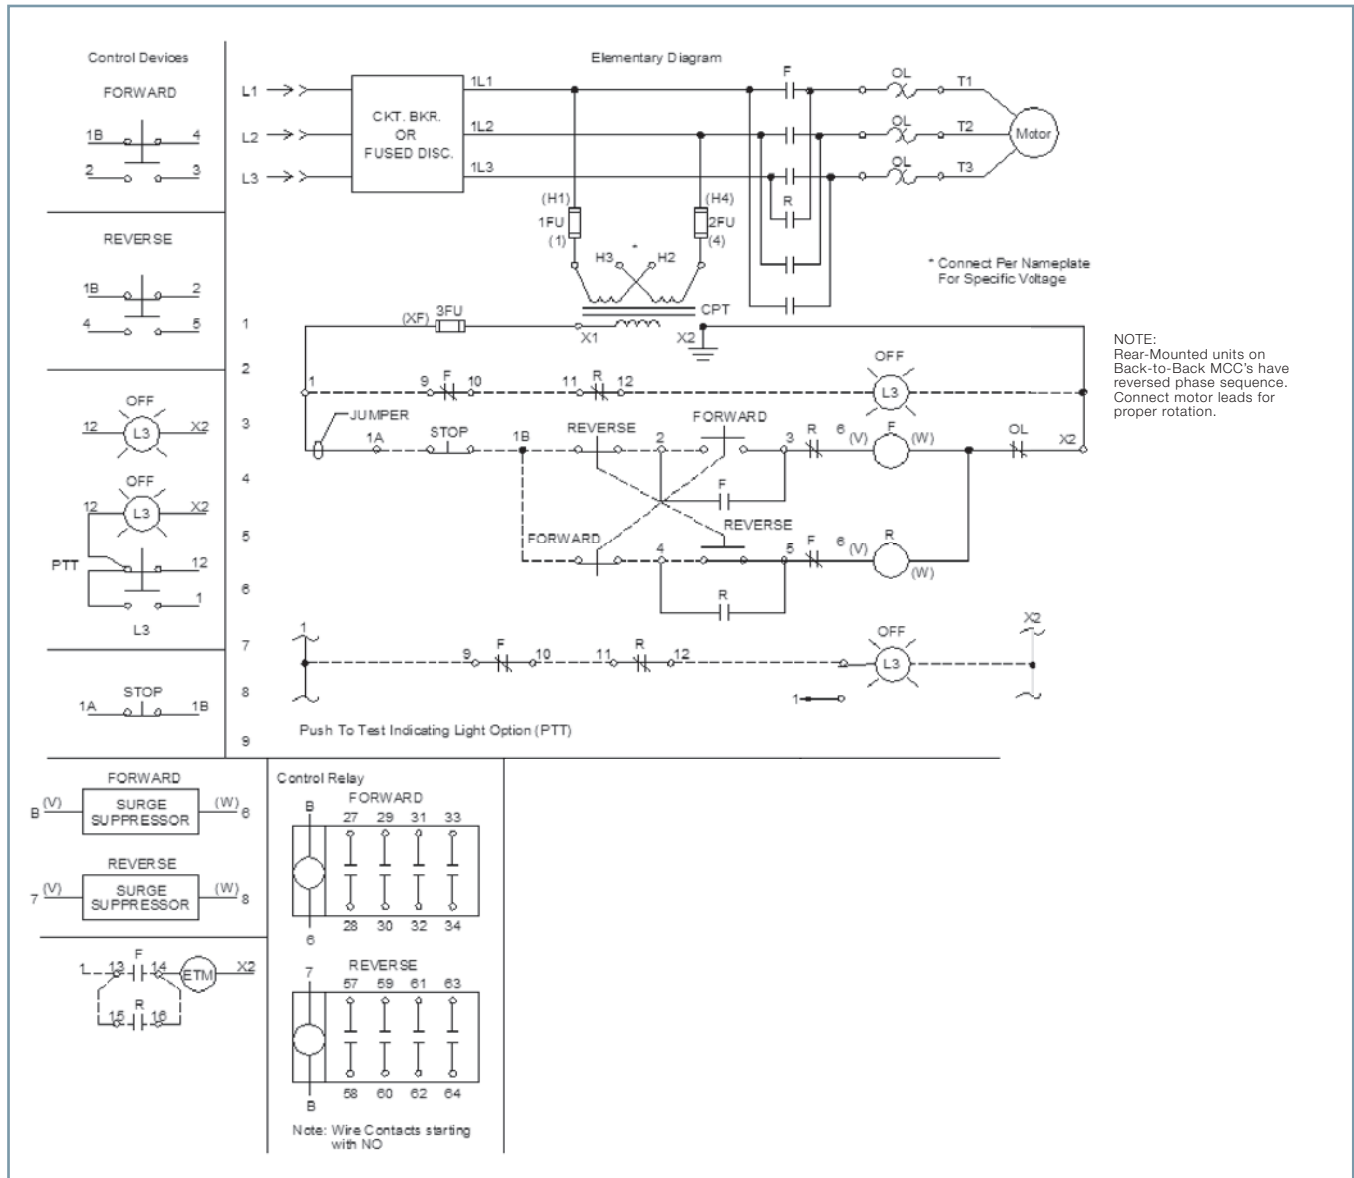 Control Devices
FORWARD
1B 4
2 3
REVERSE
1B 2
4 5
OFF
12 L3 X2
OFF
12 L3 X2
PTT 12
1
L3
STOP
1A 1B
1
2
3
4
5
6
7
8
9
Elementary Diagram
L1
L2
L3
CKT. BKR.
OR
FUSED DISC.
1L1
1L2
1L3
F
R
OL T1
OL T2
OL T3
Motor
(H1)
1FU
(1)
(H4)
2FU
(4)
*
H3 H2
CPT
* Connect Per Nameplate
For Specific Voltage
(XF) 3FU
X1 X2
OFF
1 9 F 10 11 R 12 L3
JUMPER
1A STOP 1B REVERSE 2 FORWARD 3 R 6 (V) F (W) OL X2
F
FORWARD 4 REVERSE 5 F 6 (V) R (W)
R
1 9 F 10 11 R 12 OFF L3 X2
1
Push To Test Indicating Light Option (PTT)
NOTE:
Rear-Mounted units on
Back-to-Back MCC's have
reversed phase sequence.
Connect motor leads for
proper rotation.
FORWARD
B (V) SURGE SUPPRESSOR (W) 6
REVERSE
7 (V) SURGE SUPPRESSOR (W) 8
1 13 F 14 ETM X2
15 R 16
Control Relay
FORWARD
B
27 29 31 33
28 30 32 34
6
REVERSE
7
57 59 61 63
58 60 62 64
B
Note: Wire Contacts starting
with NO